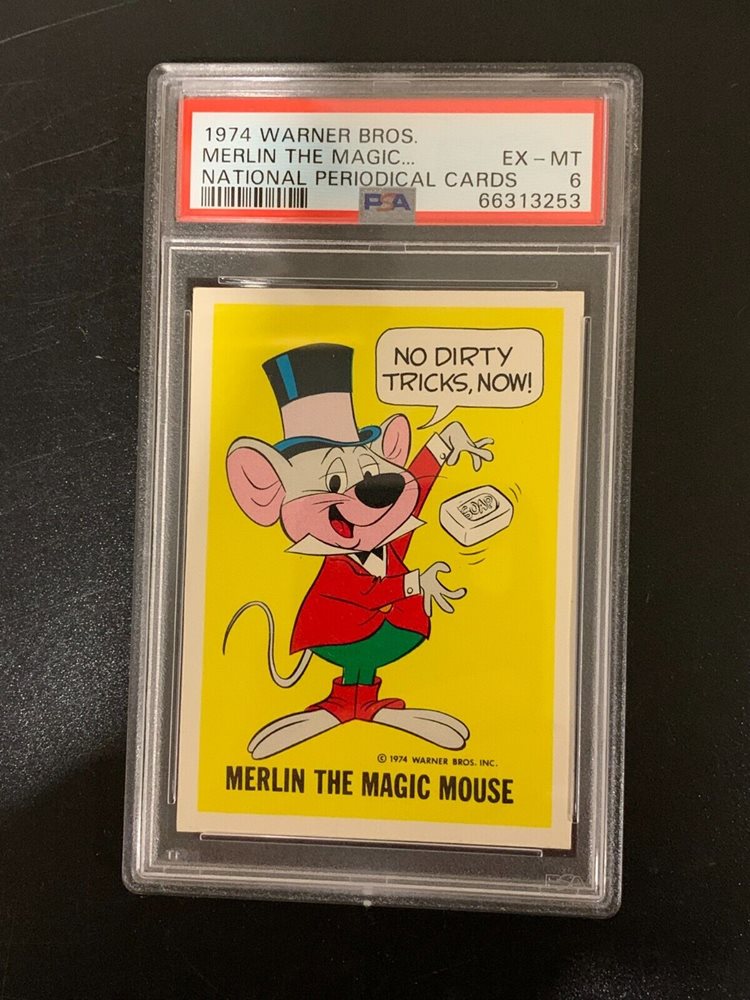 1974 WARNER BROS.
MERLIN THE MAGIC... EX-MT
NATIONAL PERIODICAL CARDS 6
PSA 66313253
NO DIRTY
TRICKS, NOW!
SOAP
© 1974 WARNER BROS. INC.
MERLIN THE MAGIC MOUSE
PSA